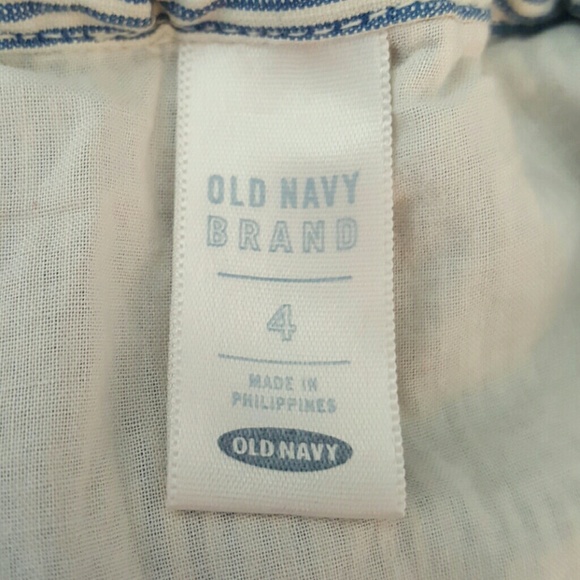 OLD NAVY
BRAND
4
MADE IN
PHILIPPINES
OLD NAVY